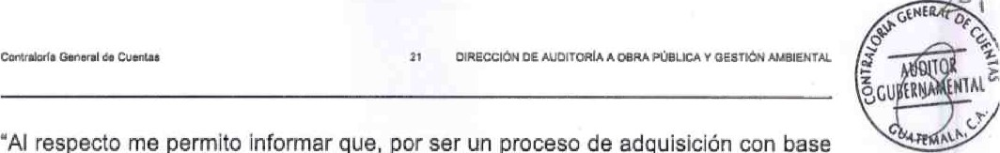 Contraloría General de Cuentas 21 DIRECCIÓN DE AUDITORÍA A OBRA PÚBLICA Y GESTIÓN AMBIENTAL
CONTRALORIA GENERAL DE CUENTAS
AUDITOR
GUBERNAMENTAL
GUATEMALA, C.A.
"Al respecto me permito informar que, por ser un proceso de adquisición con base